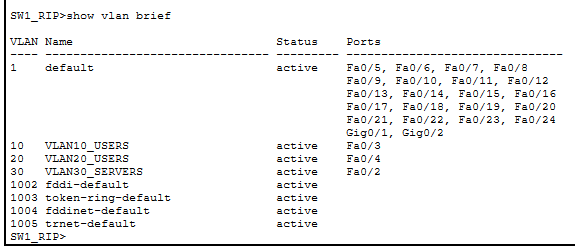 SW1_RIP>show vlan brief
VLAN Name                             Status    Ports
---- -------------------------------- --------- -------------------------------
1    default                          active    Fa0/5, Fa0/6, Fa0/7, Fa0/8
                                                Fa0/9, Fa0/10, Fa0/11, Fa0/12
                                                Fa0/13, Fa0/14, Fa0/15, Fa0/16
                                                Fa0/17, Fa0/18, Fa0/19, Fa0/20
                                                Fa0/21, Fa0/22, Fa0/23, Fa0/24
                                                Gig0/1, Gig0/2
10   VLAN10_USERS                     active    Fa0/3
20   VLAN20_USERS                     active    Fa0/4
30   VLAN30_SERVERS                   active    Fa0/2
1002 fddi-default                     active
1003 token-ring-default               active
1004 fddinet-default                  active
1005 trnet-default                    active
SW1_RIP>